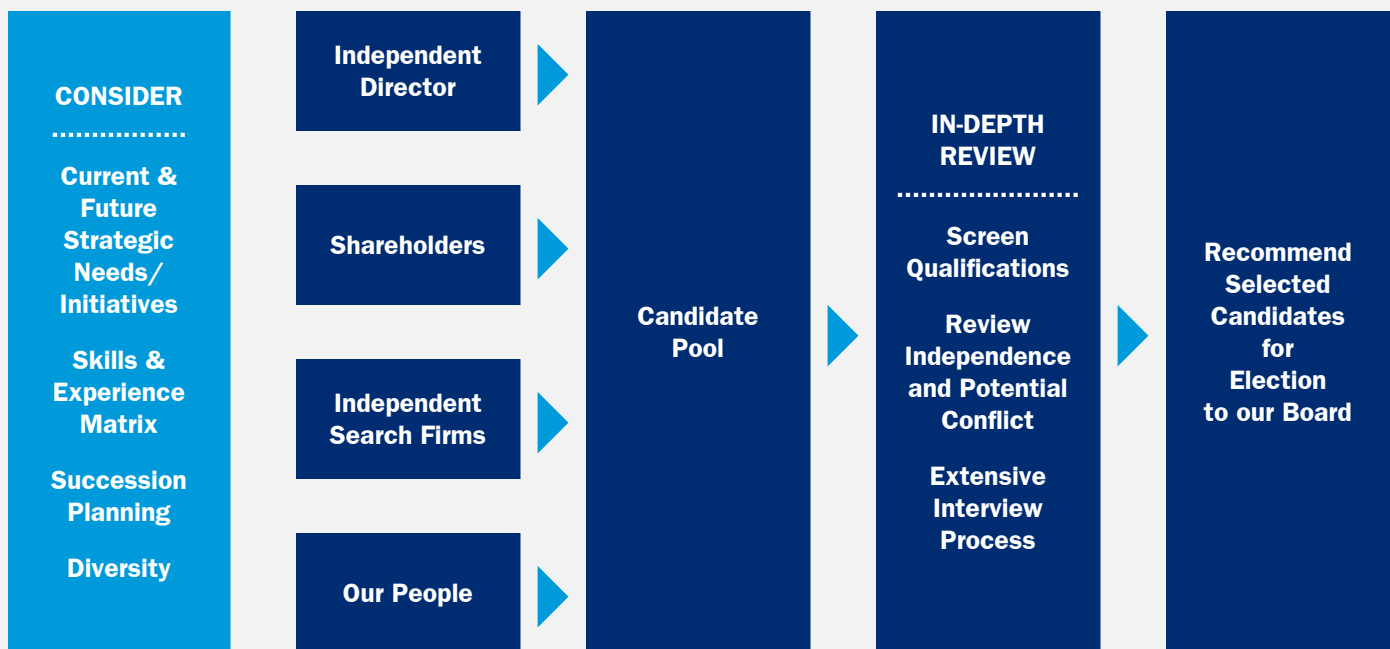 CONSIDER
Current &
Future
Strategic
Needs/
Initiatives
Skills &
Experience
Matrix
Succession
Planning
Diversity
Independent
Director
Shareholders
Independent
Search Firms
Our People
Candidate
Pool
IN-DEPTH
REVIEW
Screen
Qualifications
Review
Independence
and Potential
Conflict
Extensive
Interview
Process
Recommend
Selected
Candidates
for
Election
to our Board